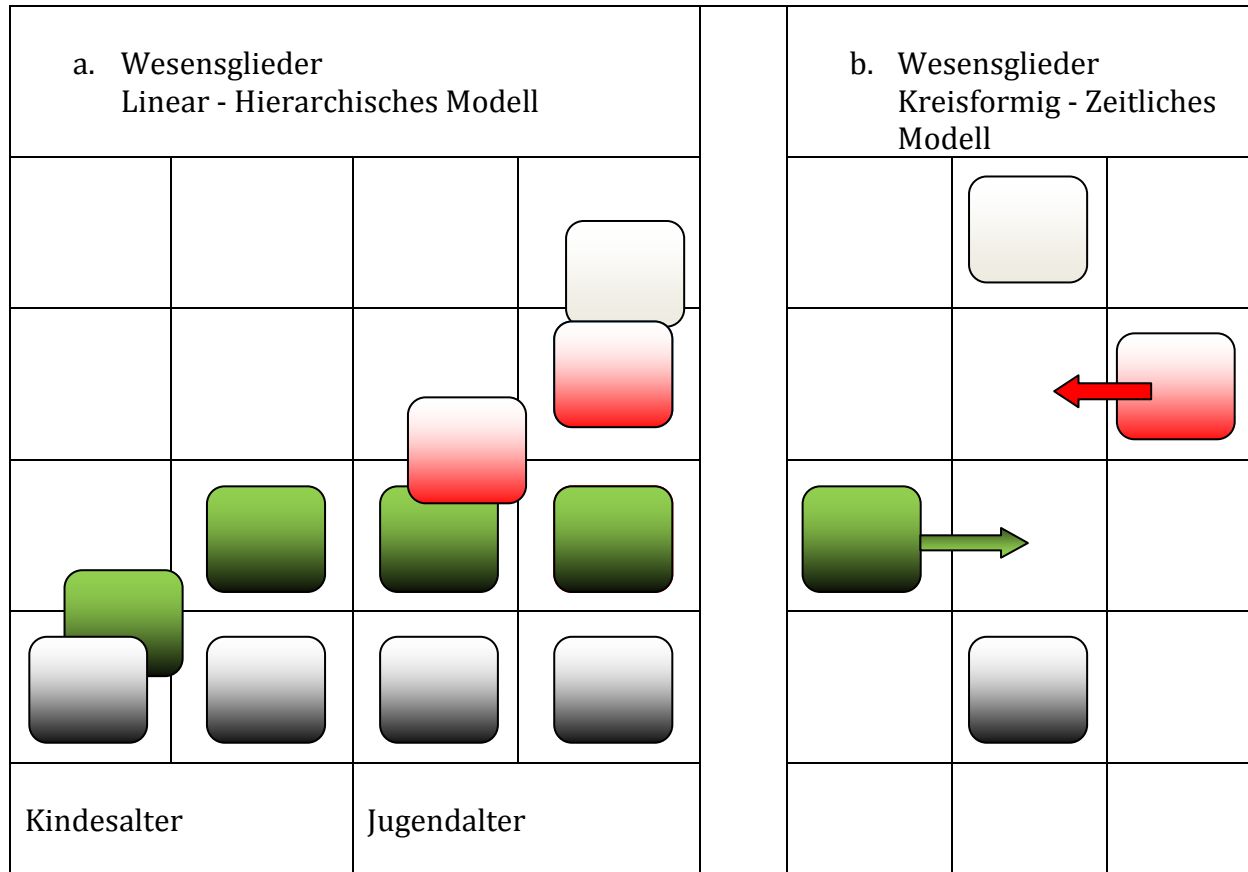 a. Wesensglieder
Linear - Hierarchisches Modell
b. Wesensglieder
Kreisformig - Zeitliches
Modell
Kindesalter
Jugendalter